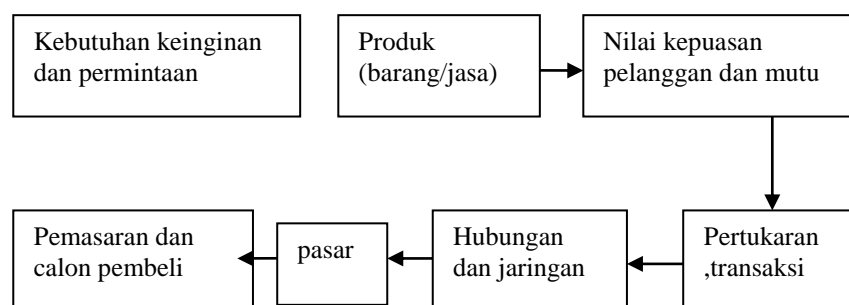 Kebutuhan keinginan
dan permintaan
Produk
(barang/jasa)
Nilai kepuasan
pelanggan dan mutu
Pemasaran dan
calon pembeli
pasar
Hubungan
dan jaringan
Pertukaran
,transaksi